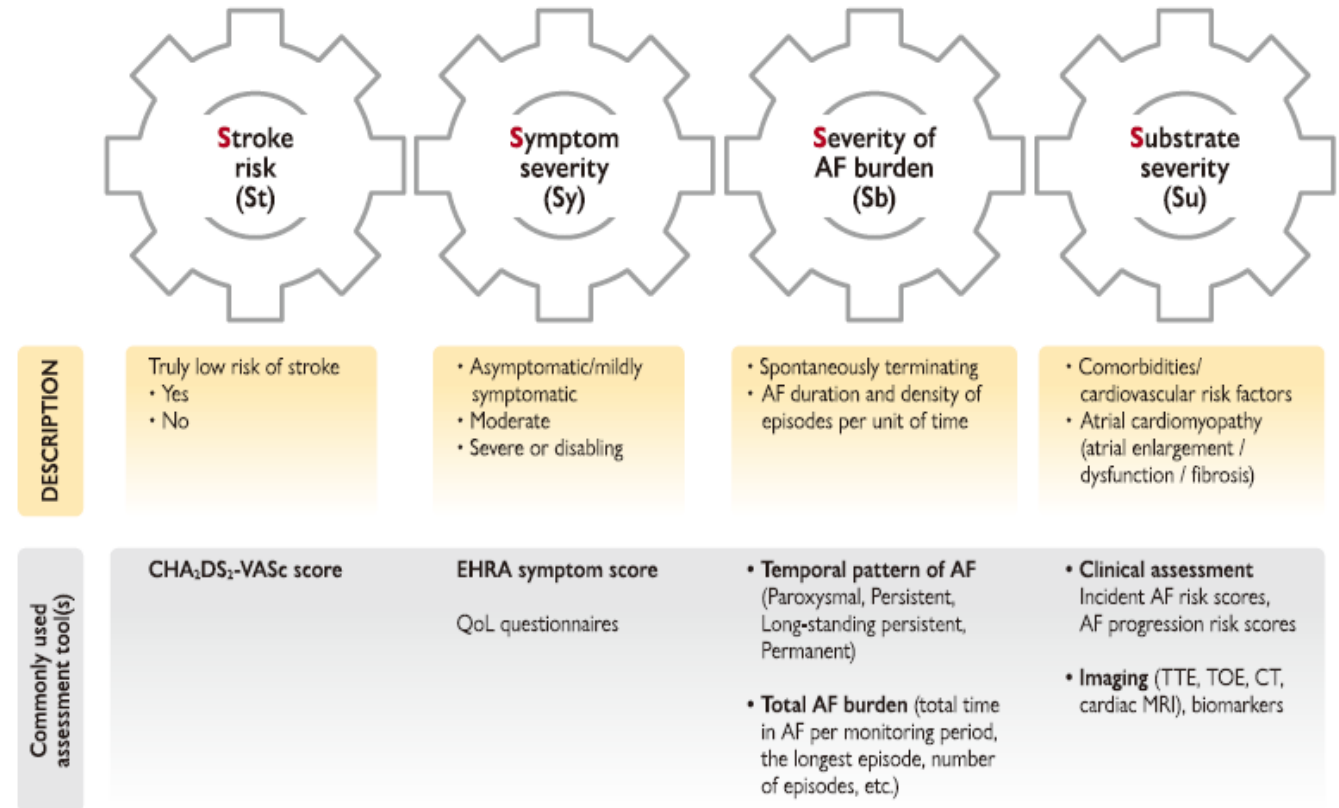 Stroke
risk
(St)
Symptom
severity
(Sy)
Severity of
AF burden
(Sb)
Substrate
severity
(Su)
DESCRIPTION
Truly low risk of stroke
• Yes
• No
• Asymptomatic/mildly
symptomatic
• Moderate
• Severe or disabling
• Spontaneously terminating
• AF duration and density of
episodes per unit of time
• Comorbidities/
cardiovascular risk factors
• Atrial cardiomyopathy
(atrial enlargement /
dysfunction / fibrosis)
Commonly used
assessment tool(s)
CHA₂DS₂-VASc score
EHRA symptom score
QoL questionnaires
• Temporal pattern of AF
(Paroxysmal, Persistent,
Long-standing persistent,
Permanent)
• Total AF burden (total time
in AF per monitoring period,
the longest episode, number
of episodes, etc.)
• Clinical assessment
Incident AF risk scores,
AF progression risk scores
• Imaging (TTE, TOE, CT,
cardiac MRI), biomarkers